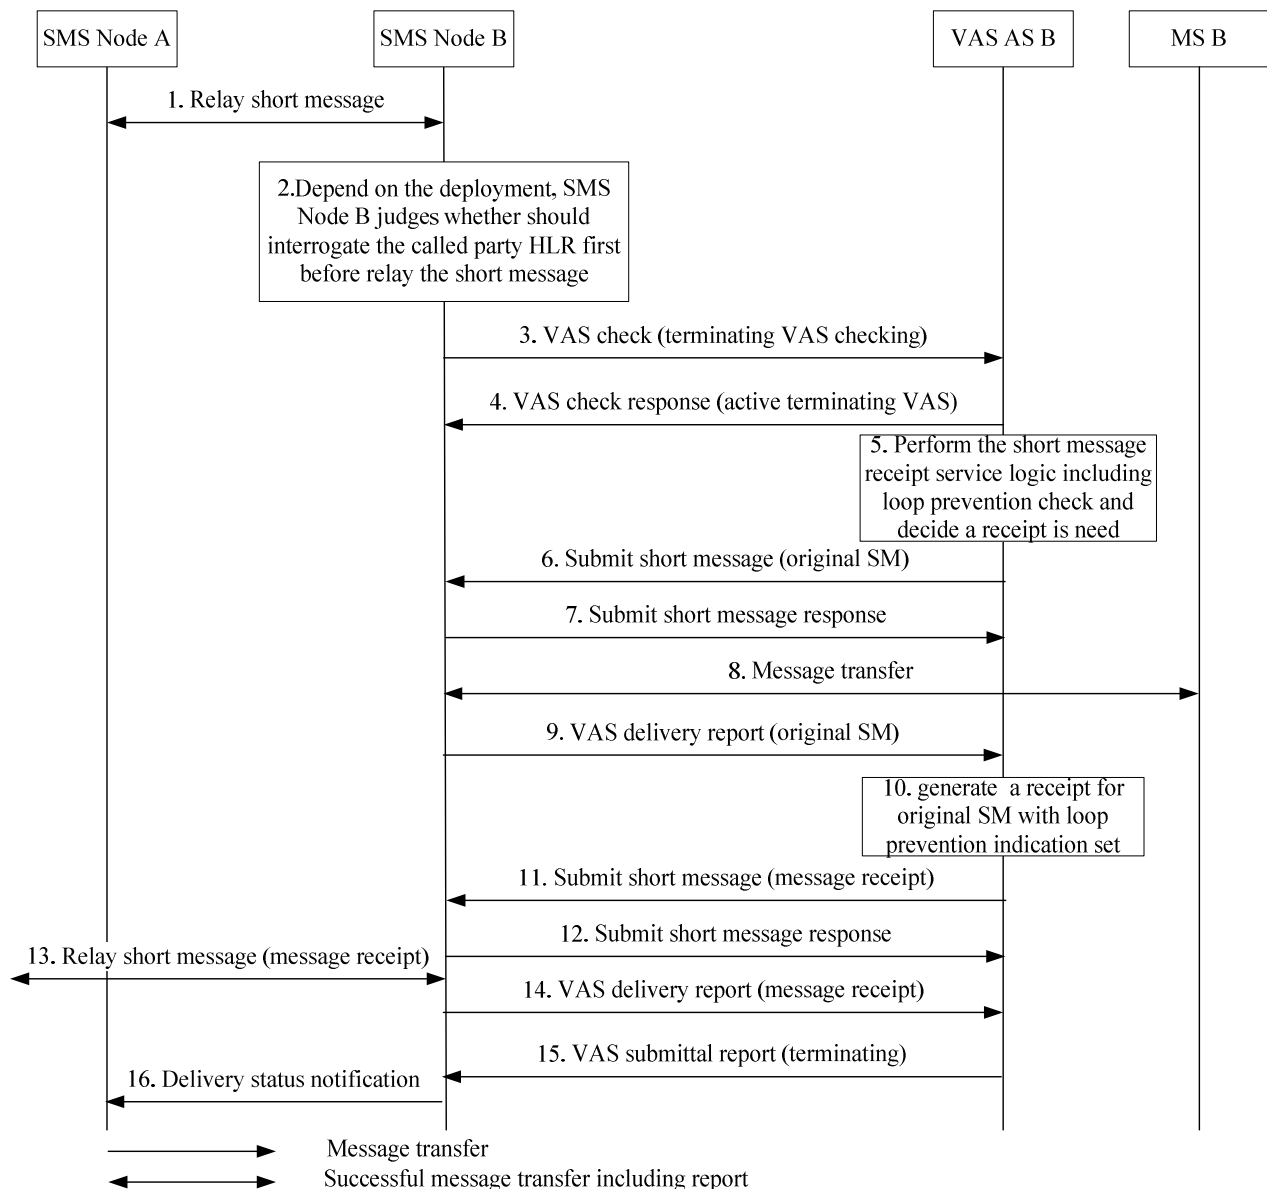 SMS Node A
SMS Node B
VAS AS B
MS B
1. Relay short message
2.Depend on the deployment, SMS
Node B judges whether should
interrogate the called party HLR first
before relay the short message
3. VAS check (terminating VAS checking)
4. VAS check response (active terminating VAS)
5. Perform the short message
receipt service logic including
loop prevention check and
decide a receipt is need
6. Submit short message (original SM)
7. Submit short message response
8. Message transfer
9. VAS delivery report (original SM)
10. generate a receipt for
original SM with loop
prevention indication set
11. Submit short message (message receipt)
12. Submit short message response
13. Relay short message (message receipt)
14. VAS delivery report (message receipt)
15. VAS submittal report (terminating)
16. Delivery status notification
Message transfer
Successful message transfer including report